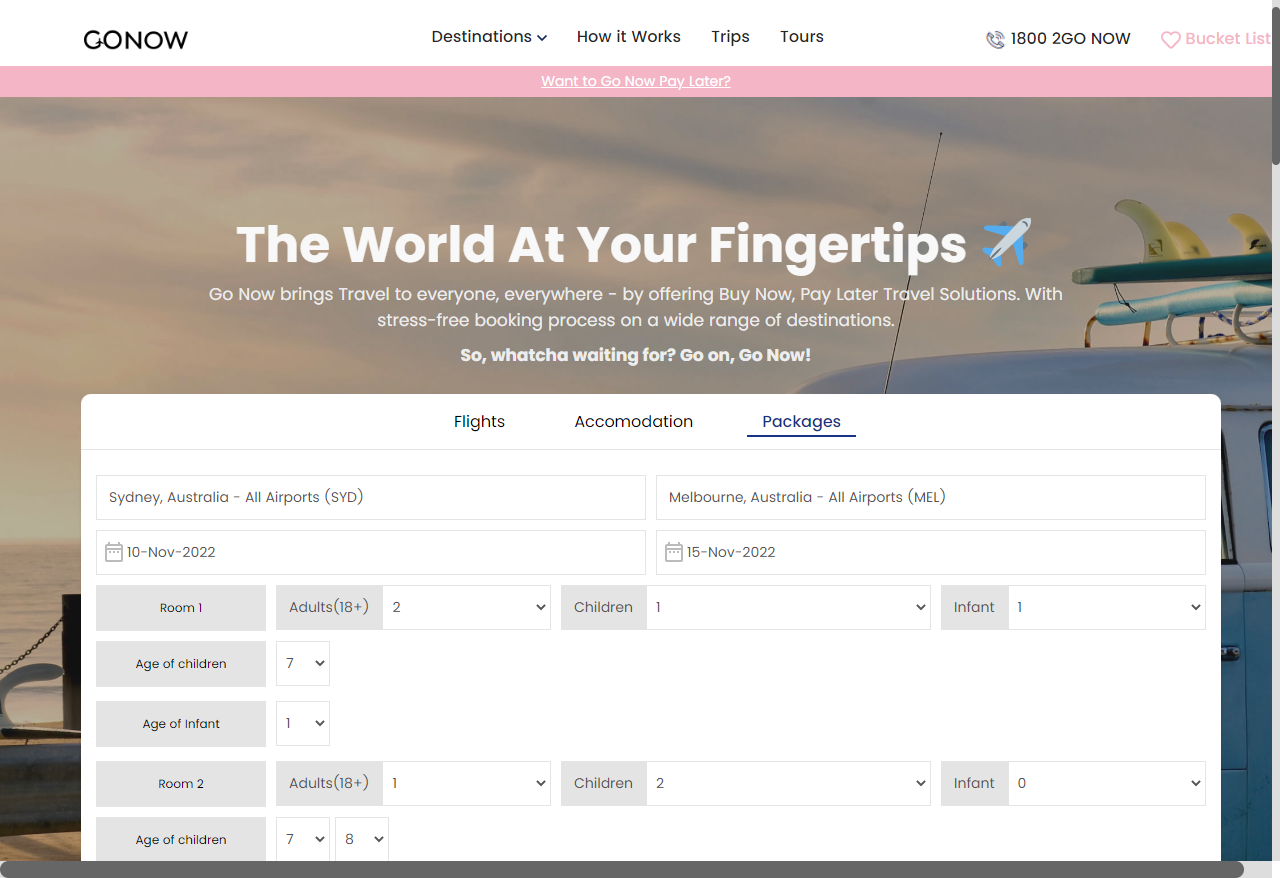 GONOW
Destinations How it Works Trips Tours
1800 2GO NOW
Bucket List
Want to Go Now Pay Later?
The World At Your Fingertips ✈️
Go Now brings Travel to everyone, everywhere - by offering Buy Now, Pay Later Travel Solutions. With
stress-free booking process on a wide range of destinations.
So, whatcha waiting for? Go on, Go Now!
Flights Accomodation Packages
Sydney, Australia - All Airports (SYD) Melbourne, Australia - All Airports (MEL)
10-Nov-2022 15-Nov-2022
Room 1 Adults(18+) 2 Children 1 Infant 1
Age of children 7
Age of Infant 1
Room 2 Adults(18+) 1 Children 2 Infant 0
Age of children 7 8